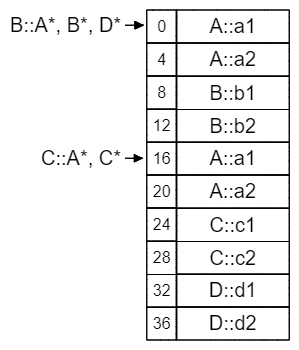 B::A*, B*, D* 0 A::a1
4 A::a2
8 B::b1
12 B::b2
C::A*, C* 16 A::a1
20 A::a2
24 C::c1
28 C::c2
32 D::d1
36 D::d2